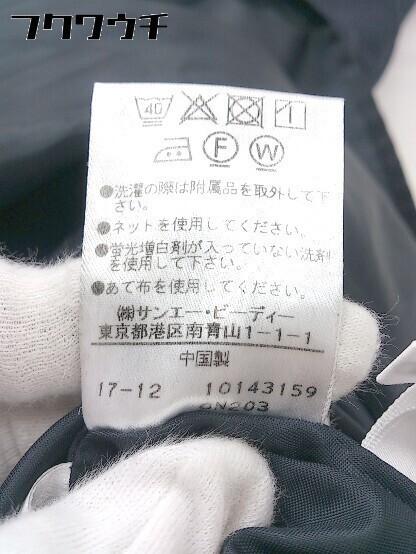 フクワウチ
40
F W
●洗濯の際は附属品を取外して下
さい。
●ネットを使用してください。
●蛍光増白剤が入っていない洗剤
を使用して下さい。
●あて布を使用してください。
㈱サンエー・ビーディー
東京都港区南青山1-1-1
中国製
17-12 10143159